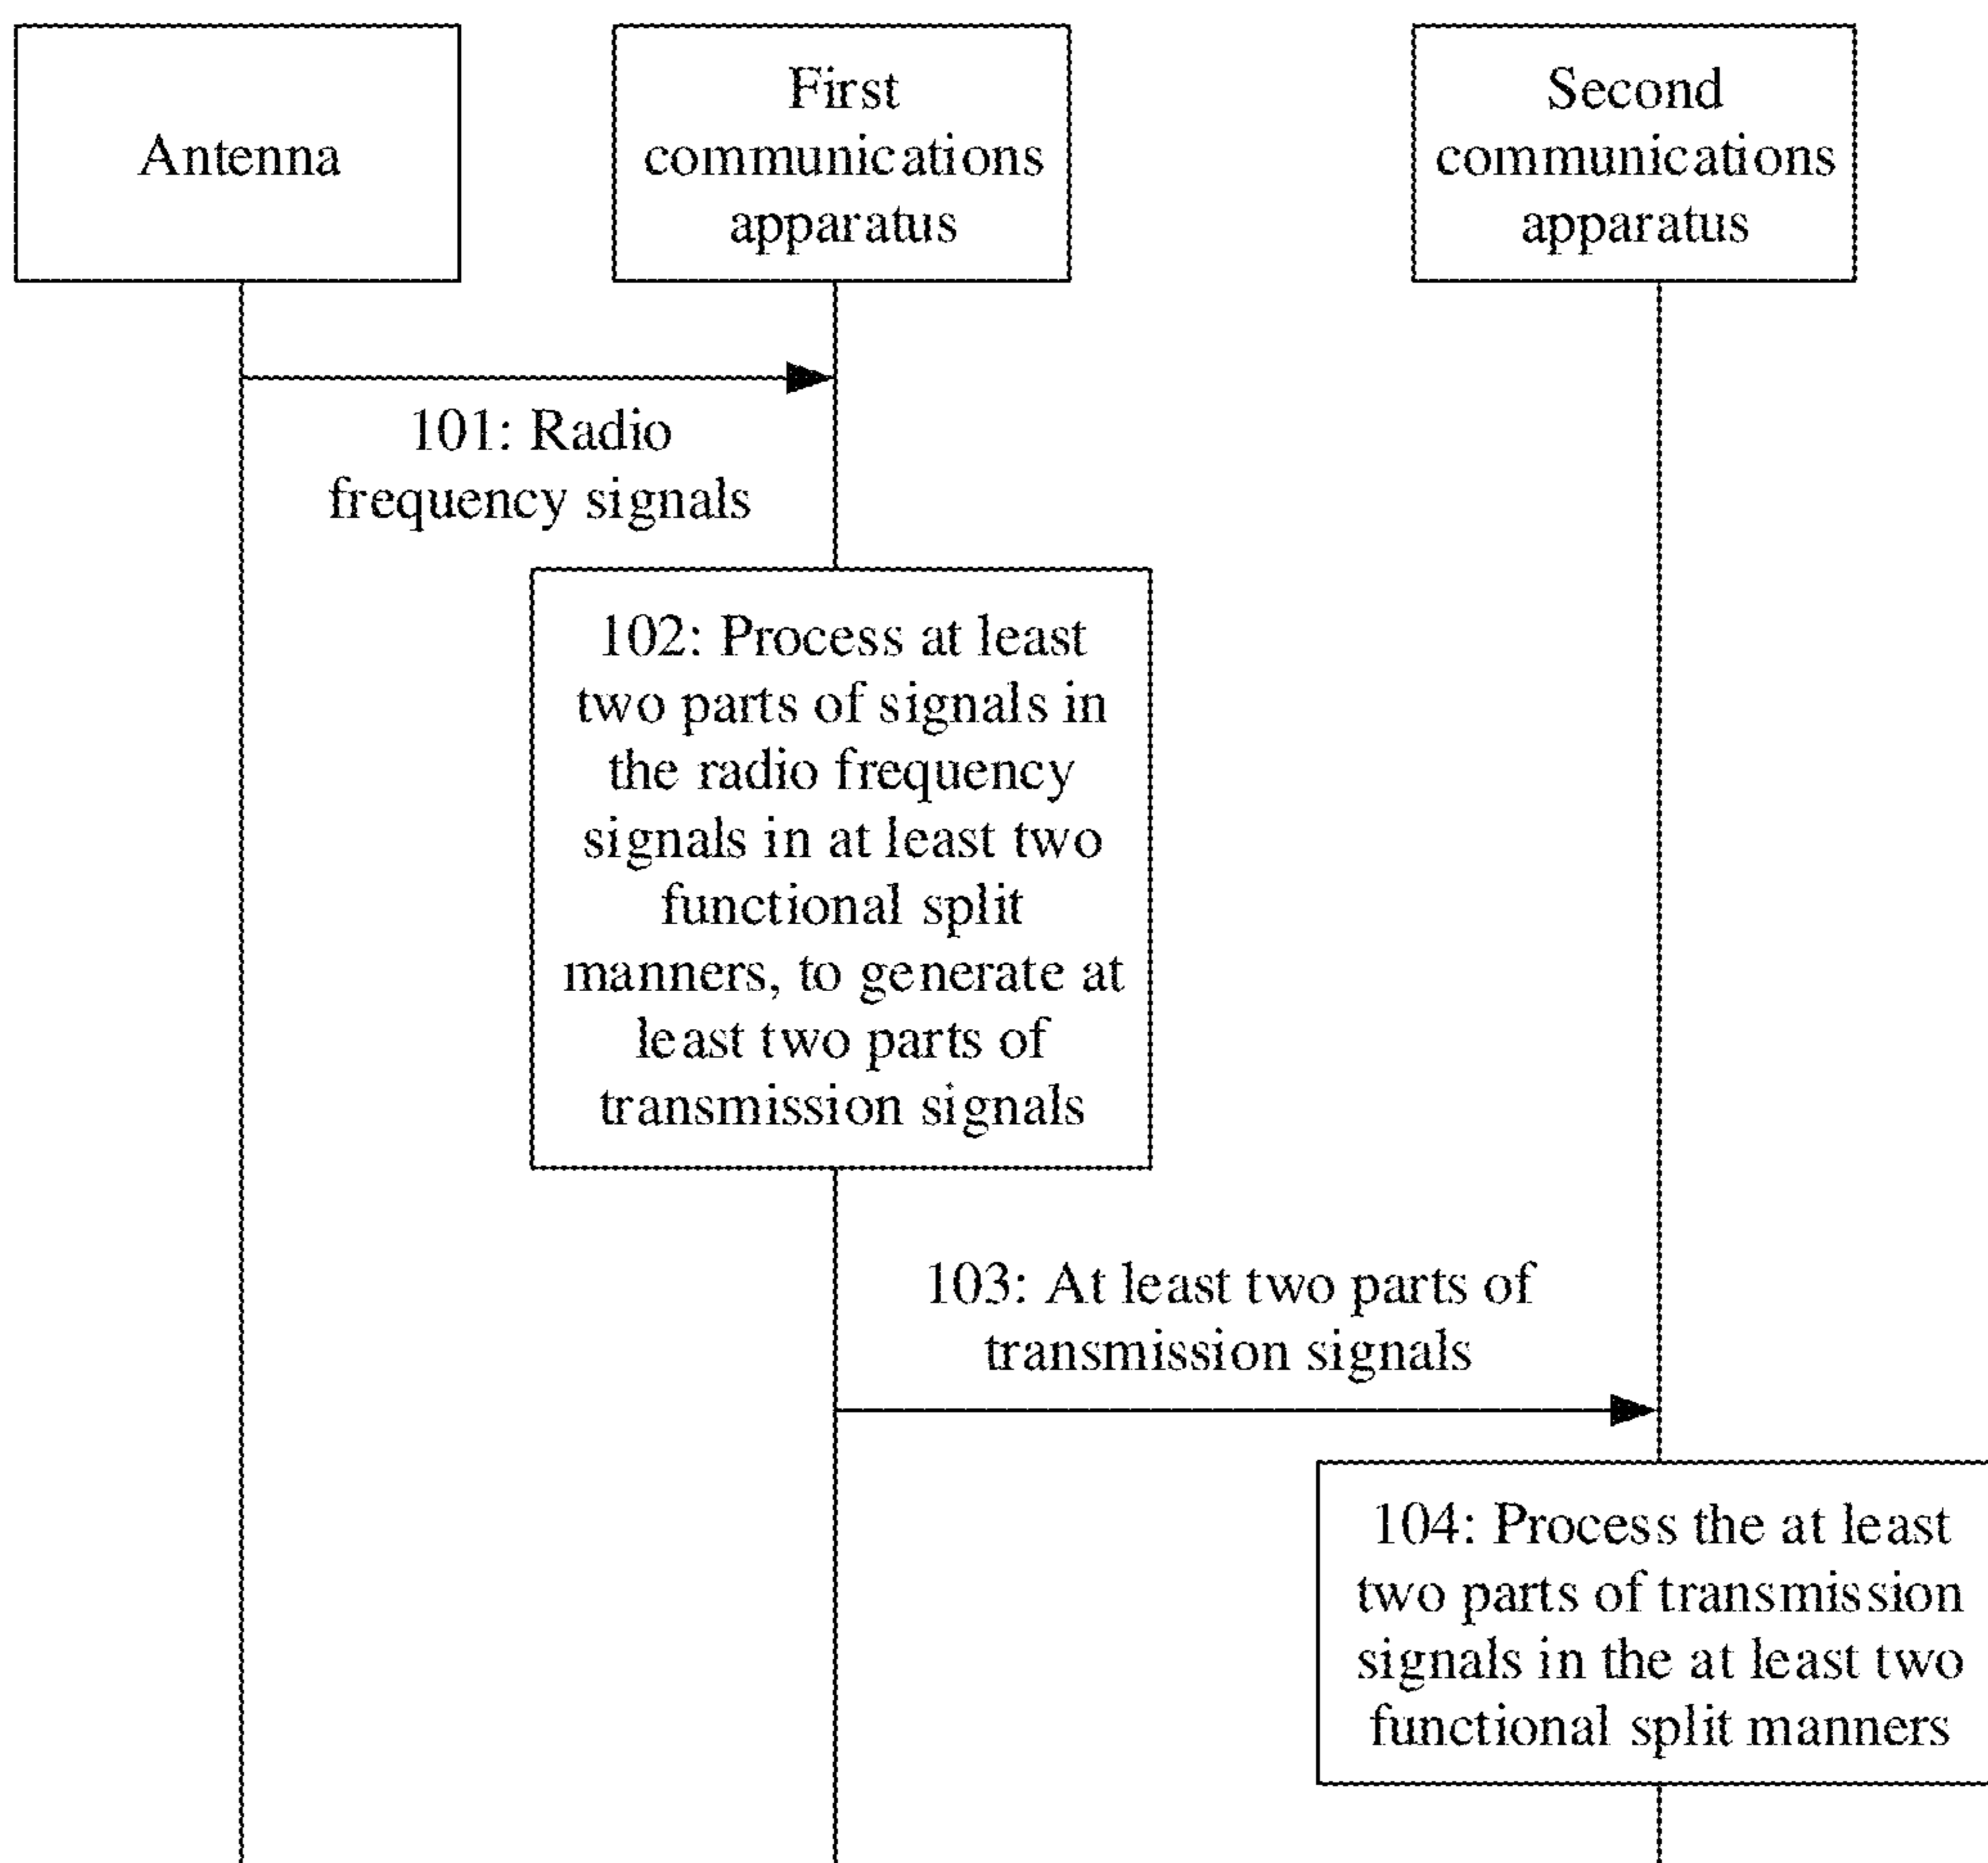 Antenna
First
communications
apparatus
Second
communications
apparatus
101: Radio
frequency signals
102: Process at least
two parts of signals in
the radio frequency
signals in at least two
functional split
manners, to generate at
least two parts of
transmission signals
103: At least two parts of
transmission signals
104: Process the at least
two parts of transmission
signals in the at least two
functional split manners